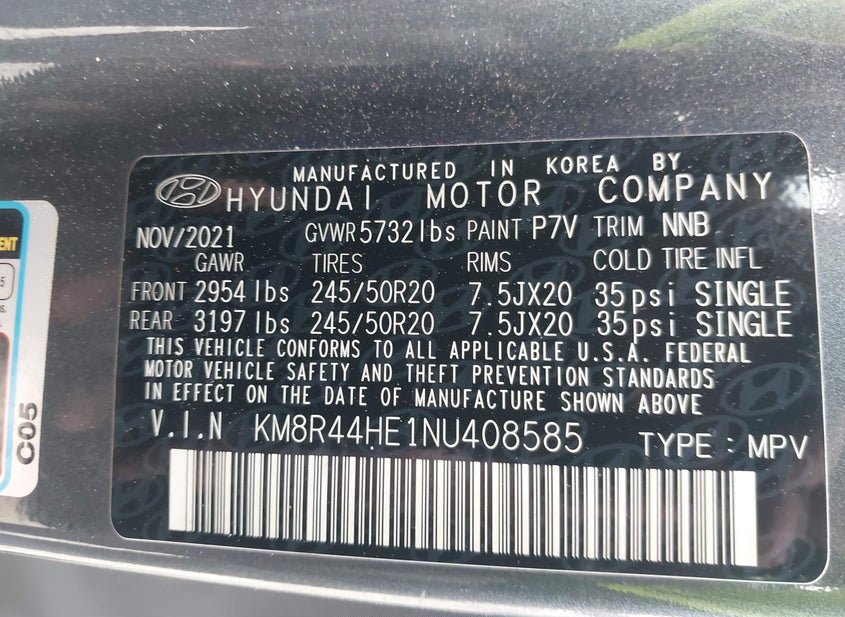 MANUFACTURED IN KOREA BY
HYUNDAI MOTOR COMPANY
NOV/2021 GVWR 5732 lbs PAINT P7V TRIM NNB
GAWR TIRES RIMS COLD TIRE INFL
FRONT 2954 lbs 245/50R20 7.5JX20 35psi SINGLE
REAR 3197 lbs 245/50R20 7.5JX20 35psi SINGLE
THIS VEHICLE CONFORMS TO ALL APPLICABLE U.S.A. FEDERAL
MOTOR VEHICLE SAFETY AND THEFT PREVENTION STANDARDS
IN EFFECT ON THE DATE OF MANUFACTURE SHOWN ABOVE.
V.I.N KM8R44HE1NU408585 TYPE : MPV
C05